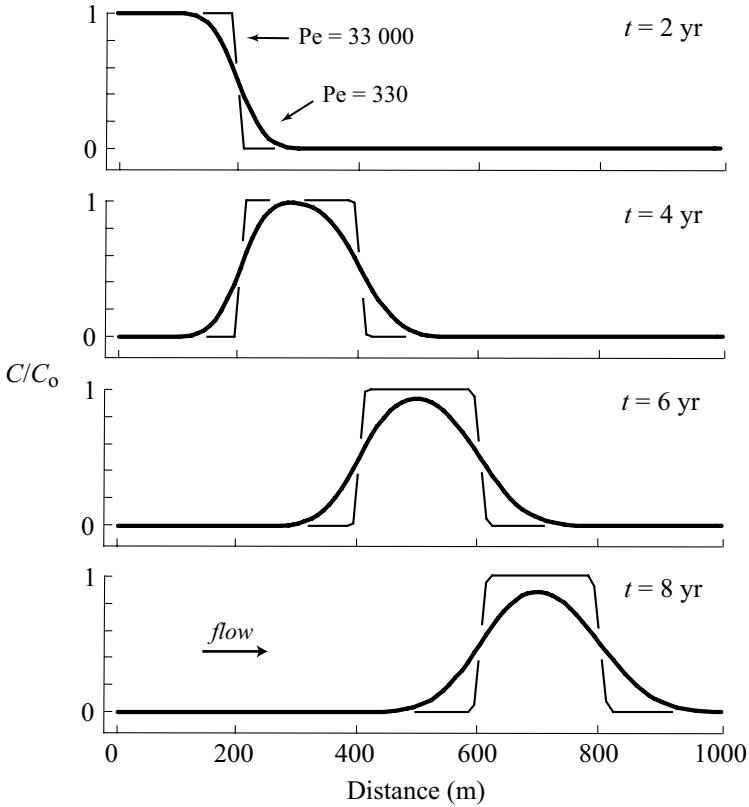 1
Pe = 33 000
t = 2 yr
Pe = 330
0
1
t = 4 yr
0
C/Co
1
t = 6 yr
0
1
t = 8 yr
flow
0
0 200 400 600 800 1000
Distance (m)